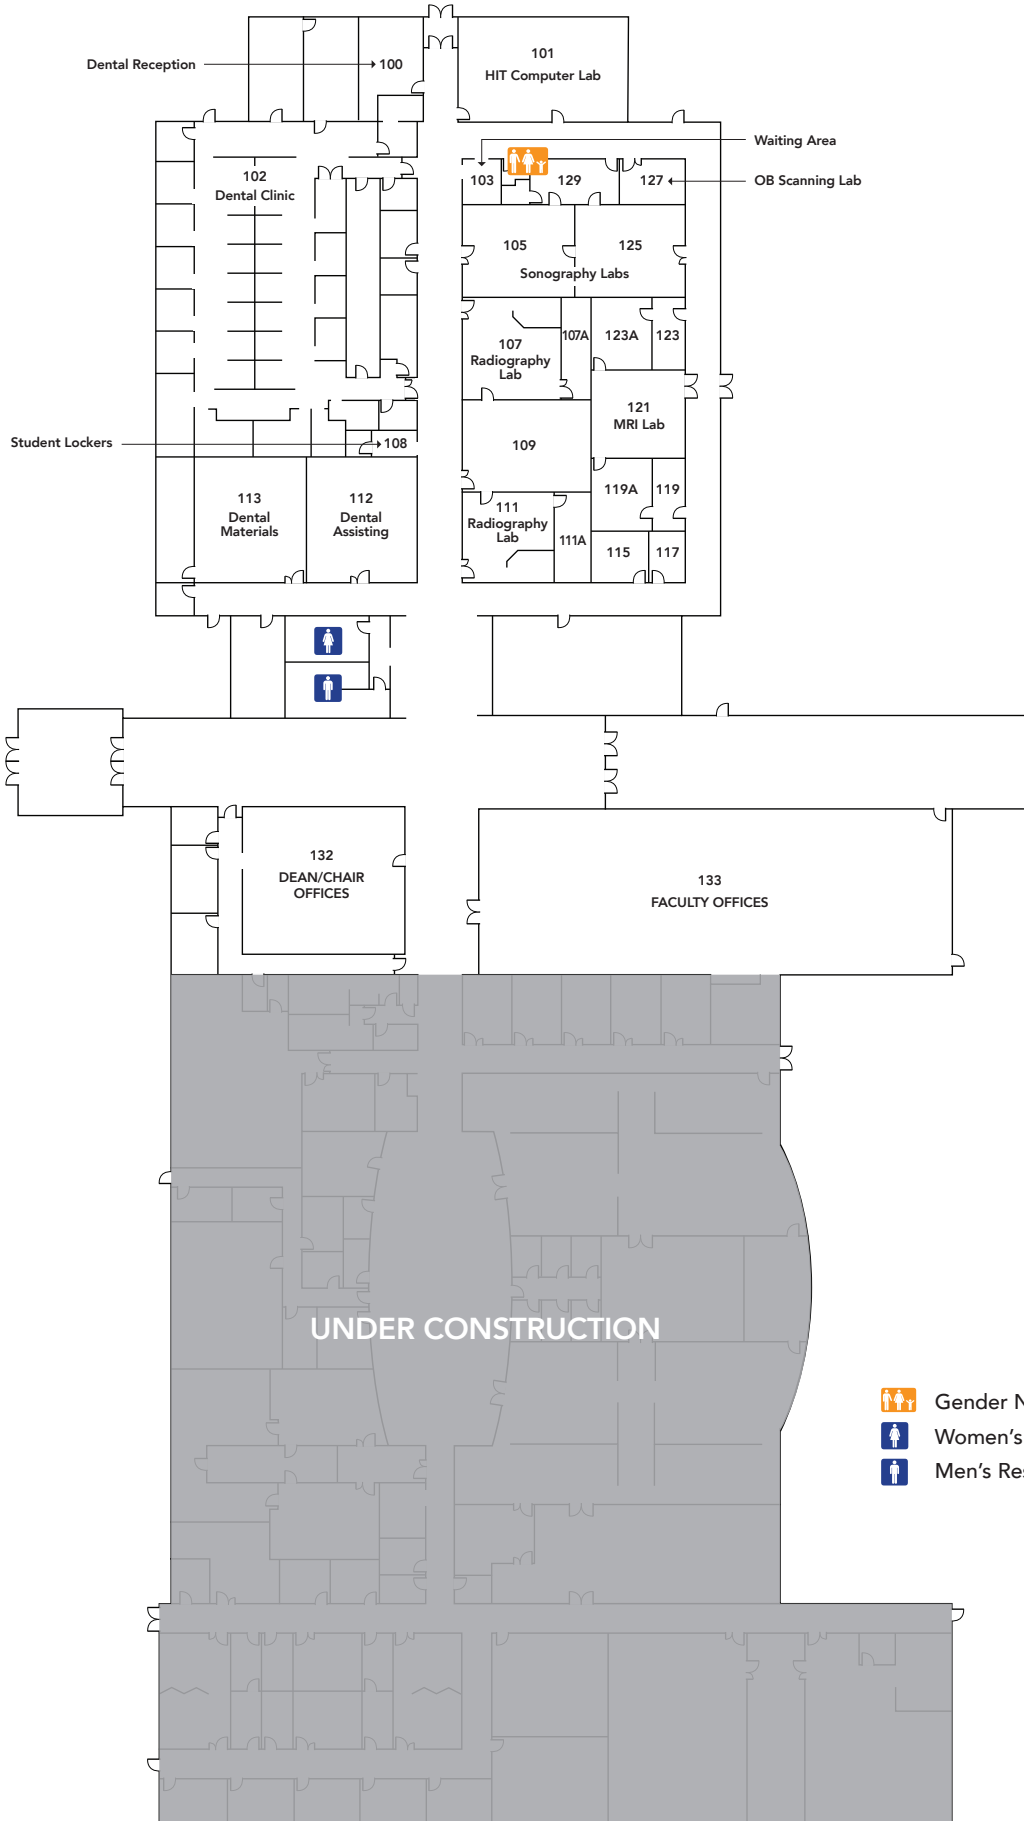 101
HIT Computer Lab
Dental Reception
100
Waiting Area
102
Dental Clinic
103
129
127
OB Scanning Lab
105
125
Sonography Labs
107
Radiography
Lab
107A
123A
123
121
MRI Lab
Student Lockers
108
109
113
Dental
Materials
112
Dental
Assisting
111
Radiography
Lab
111A
119A
119
115
117
132
DEAN/CHAIR
OFFICES
133
FACULTY OFFICES
UNDER CONSTRUCTION
Gender
Women's
Men's